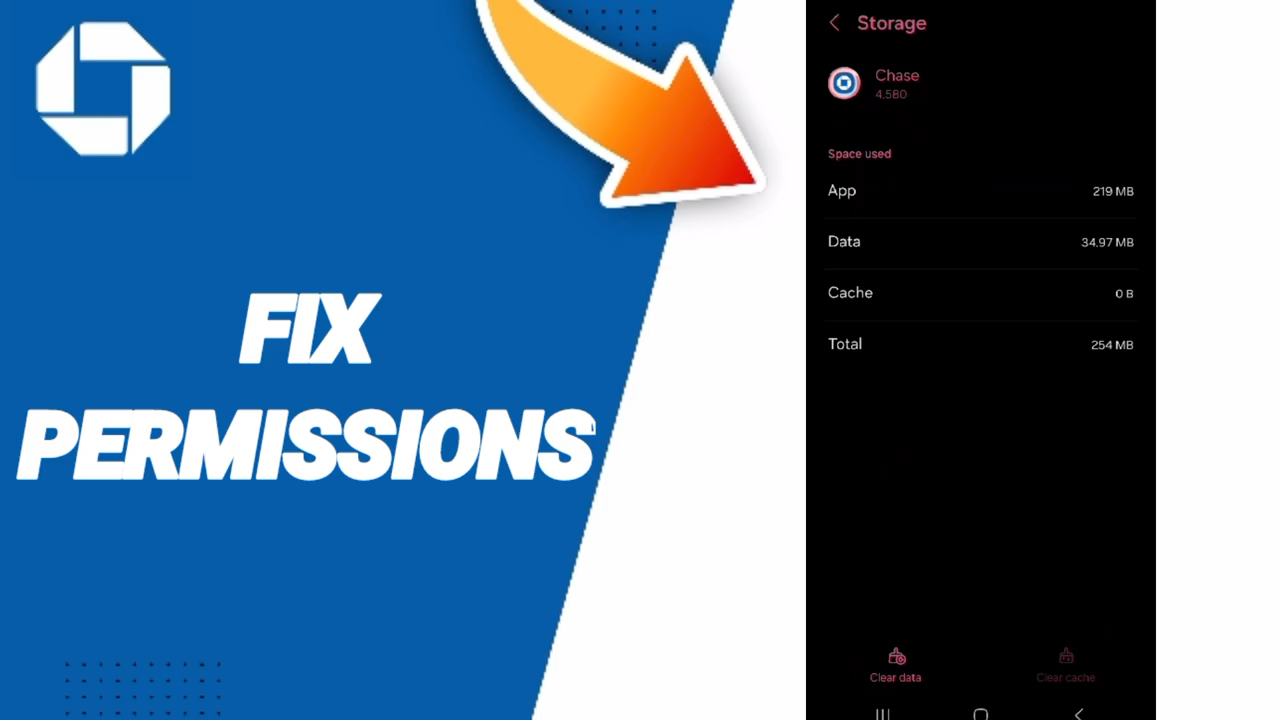 FIX
PERMISSIONS
Storage
Chase
4.580
Space used
App 219 MB
Data 34.97 MB
Cache 0 B
Total 254 MB
Clear data Clear cache